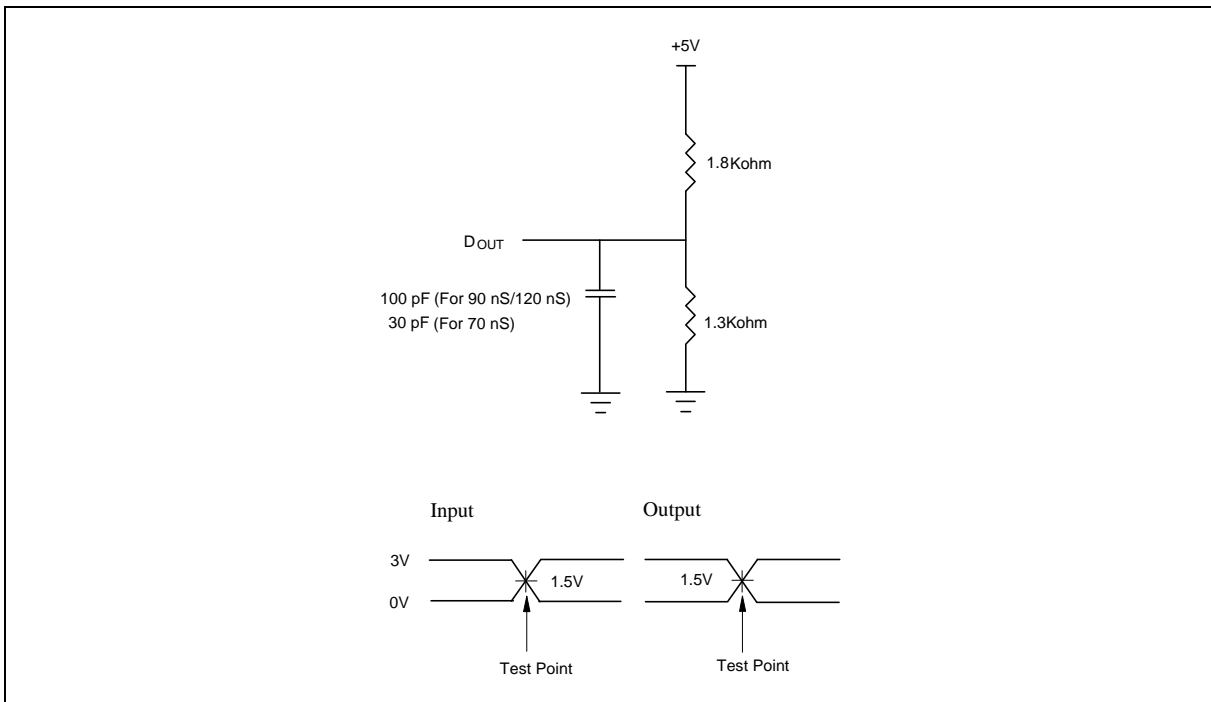 +5V
1.8Kohm
DOUT
100 pF (For 90 nS/120 nS)
30 pF (For 70 nS)
1.3Kohm
Input Output
3V
1.5V 1.5V
0V
Test Point Test Point